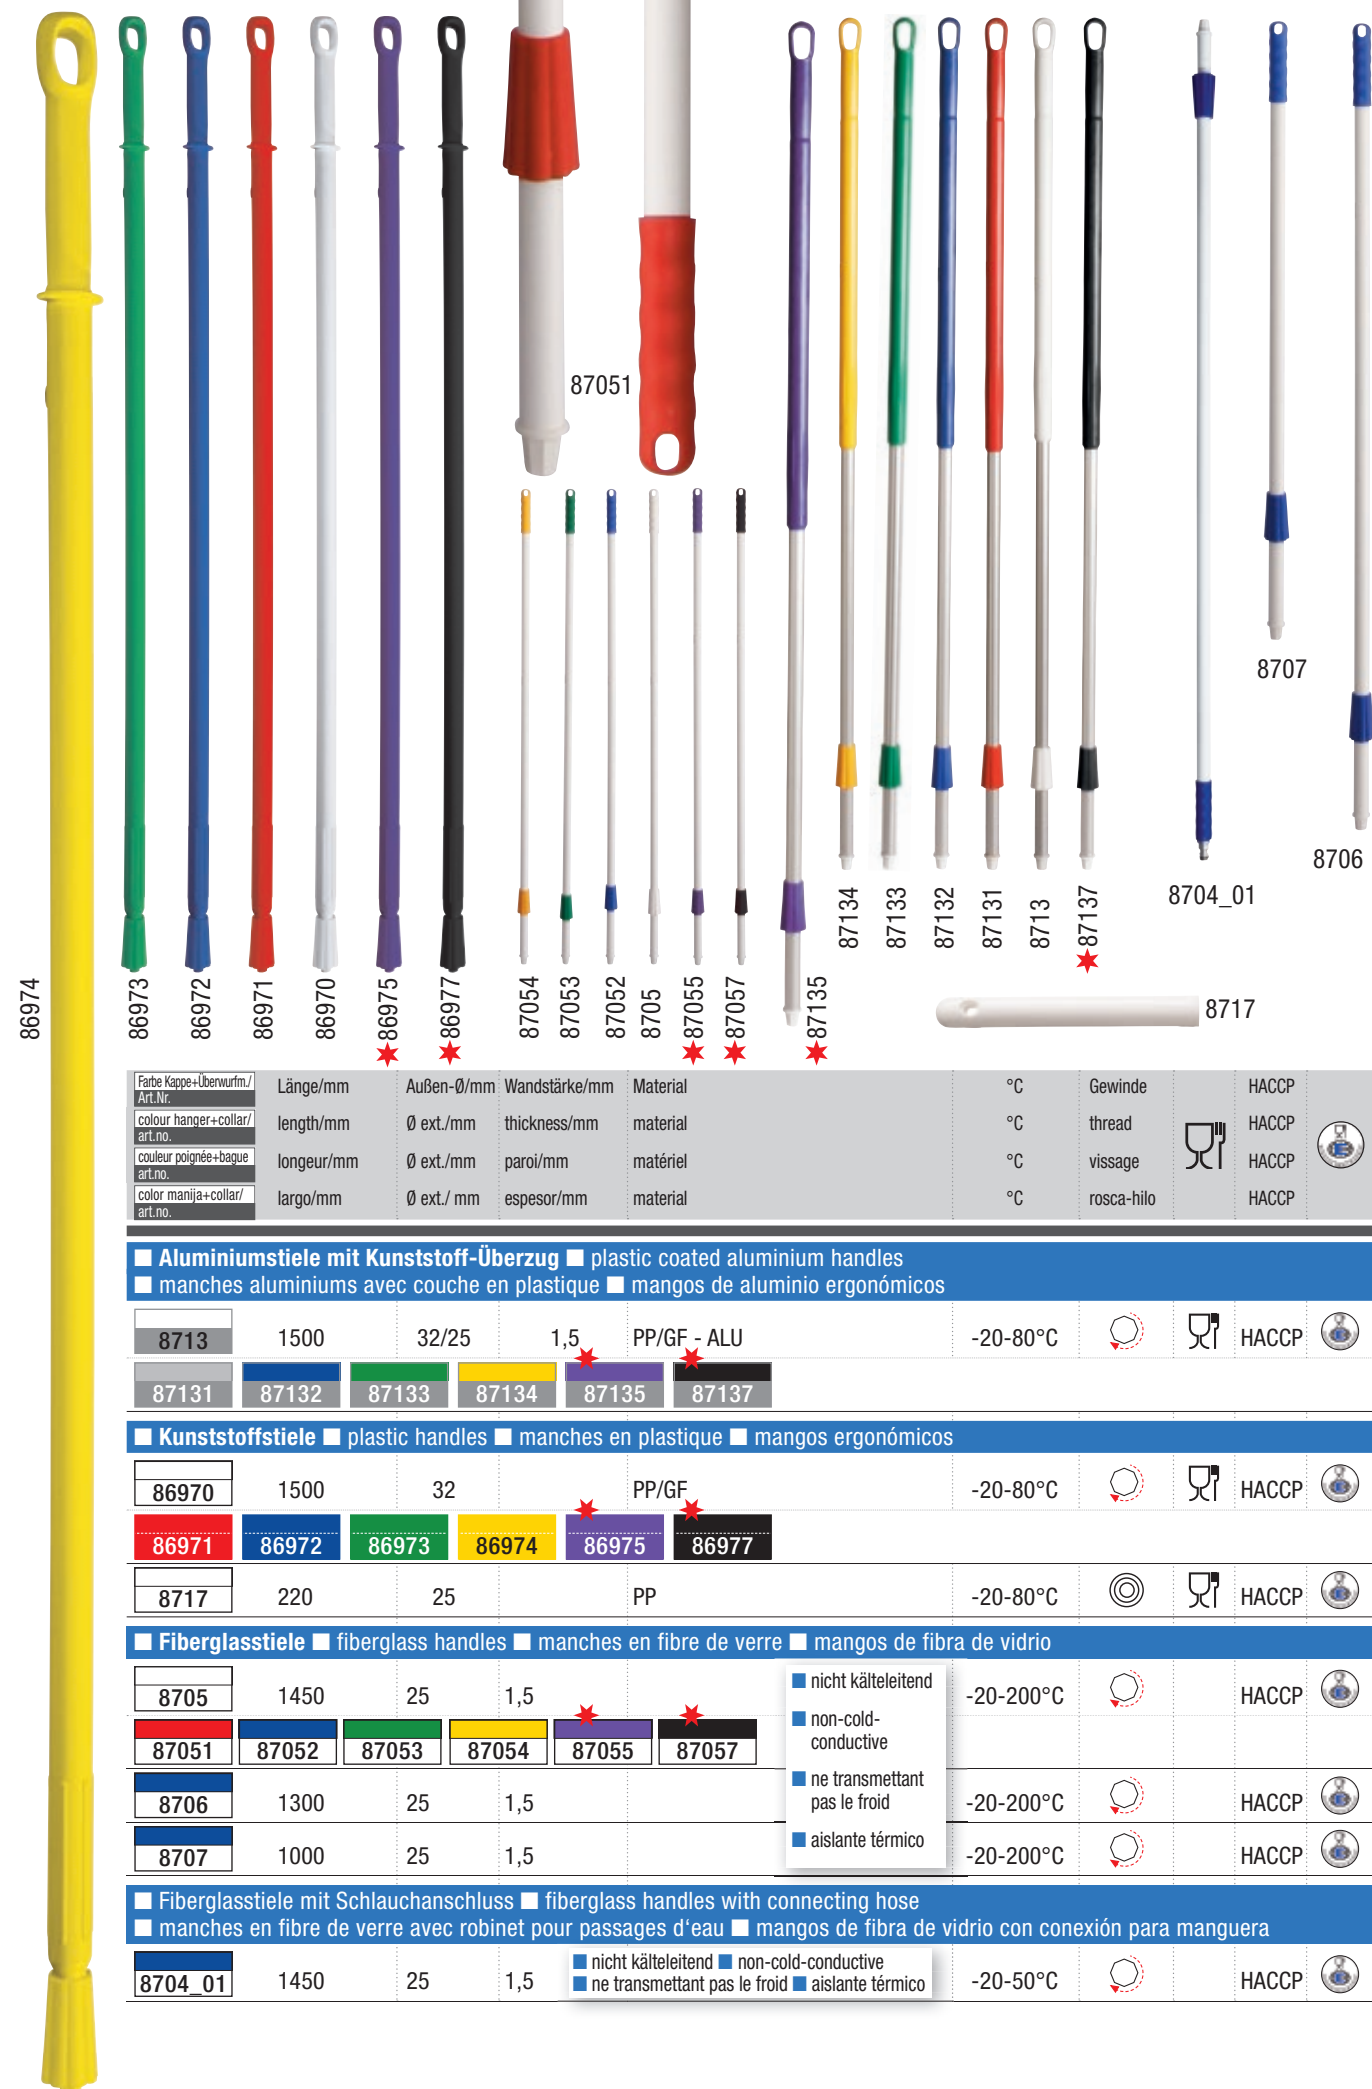 87051
8707
8706
8704_01
86974
86973
86972
86971
86970
86975
86977
87054
87053
87052
8705
87055
87057
87135
87134
87133
87132
87131
8713
87137
8717
Farbe Kappe+Überwurfm./ Länge/mm Außen-Ø/mm Wandstärke/mm Material °C Gewinde HACCP
Art.Nr.
colour hanger+collar/ length/mm Ø ext./mm thickness/mm material °C thread HACCP
art.no.
couleur poignée+bague longeur/mm Ø ext./mm paroi/mm matériel °C vissage HACCP
art.no.
color manija+collar/ largo/mm Ø ext./ mm espesor/mm material °C rosca-hilo HACCP
art.no.
■ Aluminiumstiele mit Kunststoff-Überzug ■ plastic coated aluminium handles
■ manches aluminiums avec couche en plastique ■ mangos de aluminio ergonómicos
8713 1500 32/25 1,5 PP/GF - ALU -20-80°C HACCP
87131 87132 87133 87134 87135 87137
■ Kunststoffstiele ■ plastic handles ■ manches en plastique ■ mangos ergonómicos
86970 1500 32 PP/GF -20-80°C HACCP
86971 86972 86973 86974 86975 86977
8717 220 25 PP -20-80°C HACCP
■ Fiberglasstiele ■ fiberglass handles ■ manches en fibre de verre ■ mangos de fibra de vidrio
8705 1450 25 1,5 -20-200°C HACCP
87051 87052 87053 87054 87055 87057
8706 1300 25 1,5 -20-200°C HACCP
8707 1000 25 1,5 -20-200°C HACCP
■ nicht kälteleitend
■ non-cold-
conductive
■ ne transmettant
pas le froid
■ aislante térmico
■ Fiberglasstiele mit Schlauchanschluss ■ fiberglass handles with connecting hose
■ manches en fibre de verre avec robinet pour passages d‘eau ■ mangos de fibra de vidrio con conexión para manguera
8704_01 1450 25 1,5 -20-50°C HACCP
■ nicht kälteleitend ■ non-cold-conductive
■ ne transmettant pas le froid ■ aislante térmico